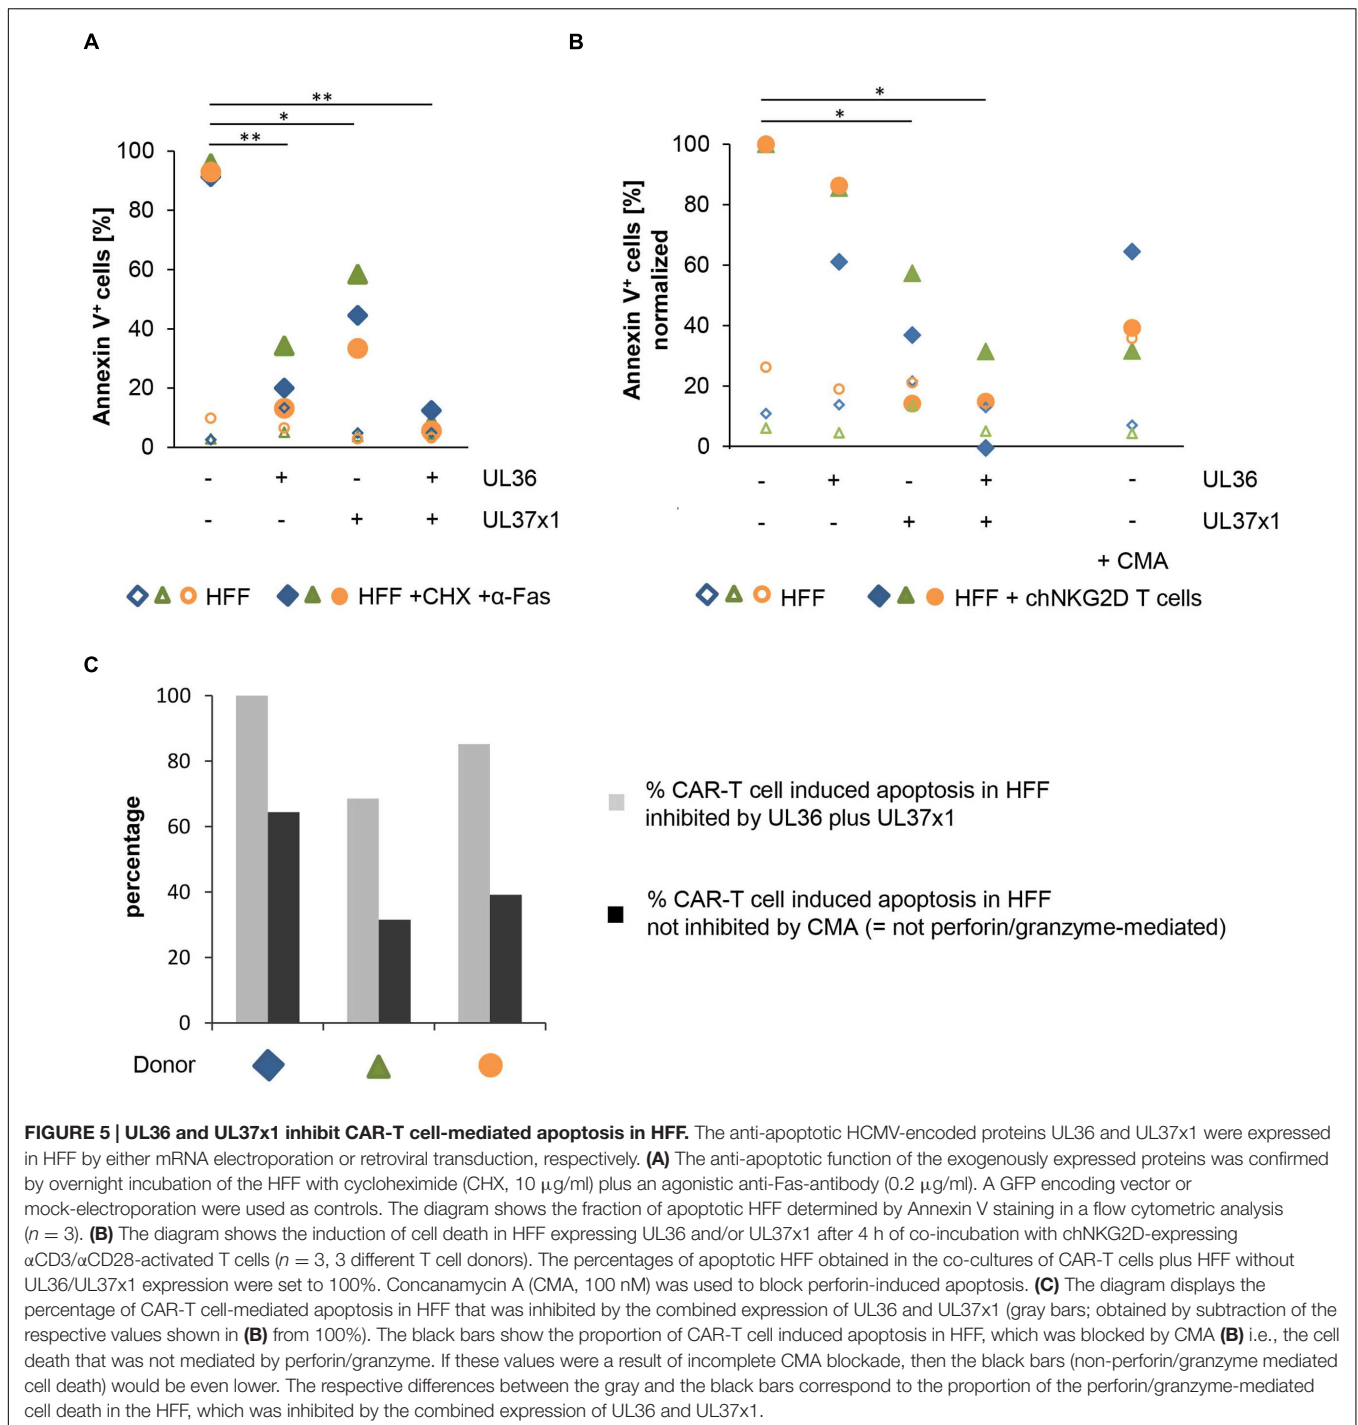 A
B
**
*
**
*
*
100
80
60
40
20
0
Annexin V⁺ cells [%]
- + - + UL36
- - + + UL37x1
HFF HFF +CHX +α-Fas
100
80
60
40
20
0
Annexin V⁺ cells [%]
normalized
- + - + - UL36
- - + + - UL37x1
+ CMA
HFF HFF + chNKG2D T cells
C
100
80
60
40
20
0
percentage
Donor
% CAR-T cell induced apoptosis in HFF
inhibited by UL36 plus UL37x1
% CAR-T cell induced apoptosis in HFF
not inhibited by CMA (= not perforin/granzyme-mediated)
FIGURE 5 | UL36 and UL37x1 inhibit CAR-T cell-mediated apoptosis in HFF. The anti-apoptotic HCMV-encoded proteins UL36 and UL37x1 were expressed
in HFF by either mRNA electroporation or retroviral transduction, respectively. (A) The anti-apoptotic function of the exogenously expressed proteins was confirmed
by overnight incubation of the HFF with cycloheximide (CHX, 10 μg/ml) plus an agonistic anti-Fas-antibody (0.2 μg/ml). A GFP encoding vector or
mock-electroporation were used as controls. The diagram shows the fraction of apoptotic HFF determined by Annexin V staining in a flow cytometric analysis
(n = 3). (B) The diagram shows the induction of cell death in HFF expressing UL36 and/or UL37x1 after 4 h of co-incubation with chNKG2D-expressing
αCD3/αCD28-activated T cells (n = 3, 3 different T cell donors). The percentages of apoptotic HFF obtained in the co-cultures of CAR-T cells plus HFF without
UL36/UL37x1 expression were set to 100%. Concanamycin A (CMA, 100 nM) was used to block perforin-induced apoptosis. (C) The diagram displays the
percentage of CAR-T cell-mediated apoptosis in HFF that was inhibited by the combined expression of UL36 and UL37x1 (gray bars; obtained by subtraction of the
respective values shown in (B) from 100%). The black bars show the proportion of CAR-T cell induced apoptosis in HFF, which was blocked by CMA (B) i.e., the cell
death that was not mediated by perforin/granzyme. If these values were a result of incomplete CMA blockade, then the black bars (non-perforin/granzyme mediated
cell death) would be even lower. The respective differences between the gray and the black bars correspond to the proportion of the perforin/granzyme-mediated
cell death in the HFF, which was inhibited by the combined expression of UL36 and UL37x1.